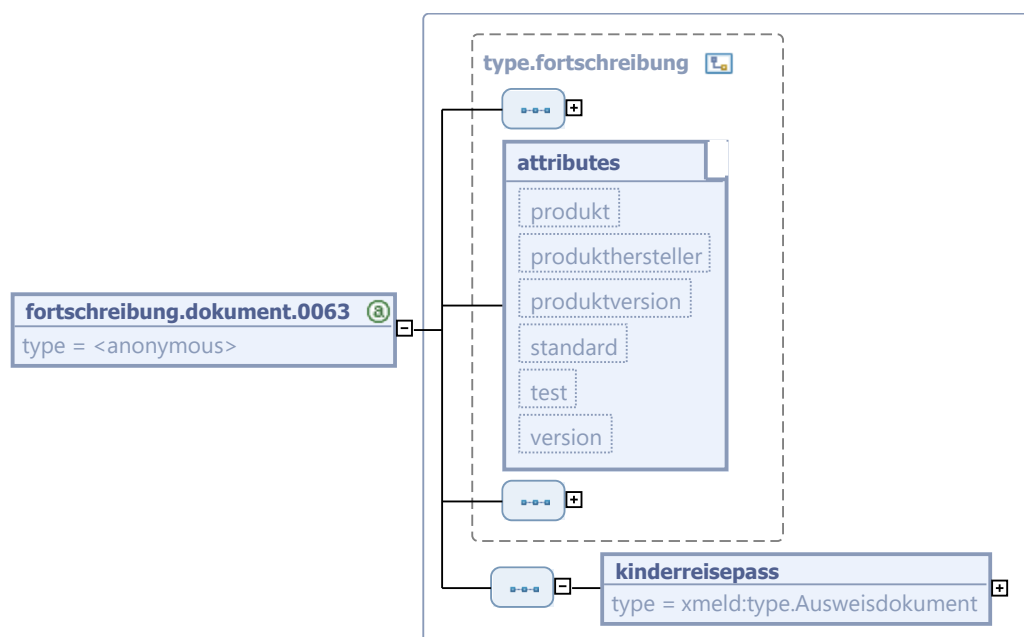 type.fortschreibung
attributes
produkt
produkthersteller
produktversion
standard
test
version
fortschreibung.dokument.0063
type = <anonymous>
kinderreisepass
type = xmeld:type.Ausweisdokument